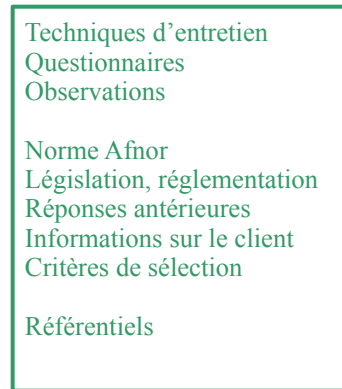 Techniques d’entretien
Questionnaires
Observations
Norme Afnor
Législation, réglementation
Réponses antérieures
Informations sur le client
Critères de sélection
Référentiels